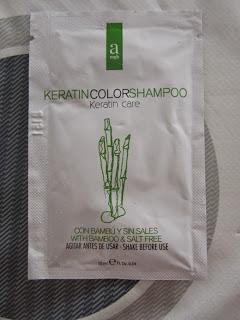 a
KERATINCOLORSHAMPOO
Keratin care
CON BAMBÚ Y SIN SALES
WITH BAMBOO & SALT FREE
AGITAR ANTES DE USAR - SHAKE BEFORE USE